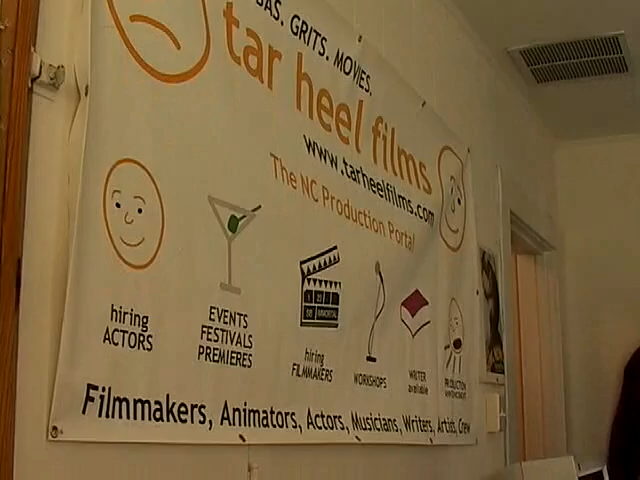 GRITS. MOVIES.
tar heel films
www.tarheelfilms.com
The NC Production Portal
hiring
ACTORS
EVENTS
FESTIVALS
PREMIERES
hiring
FILMMAKERS
WORKSHOPS
WRITER
available
PRODUCTION
Filmmakers, Animators, Actors, Musicians, Writers, Artists, Crew